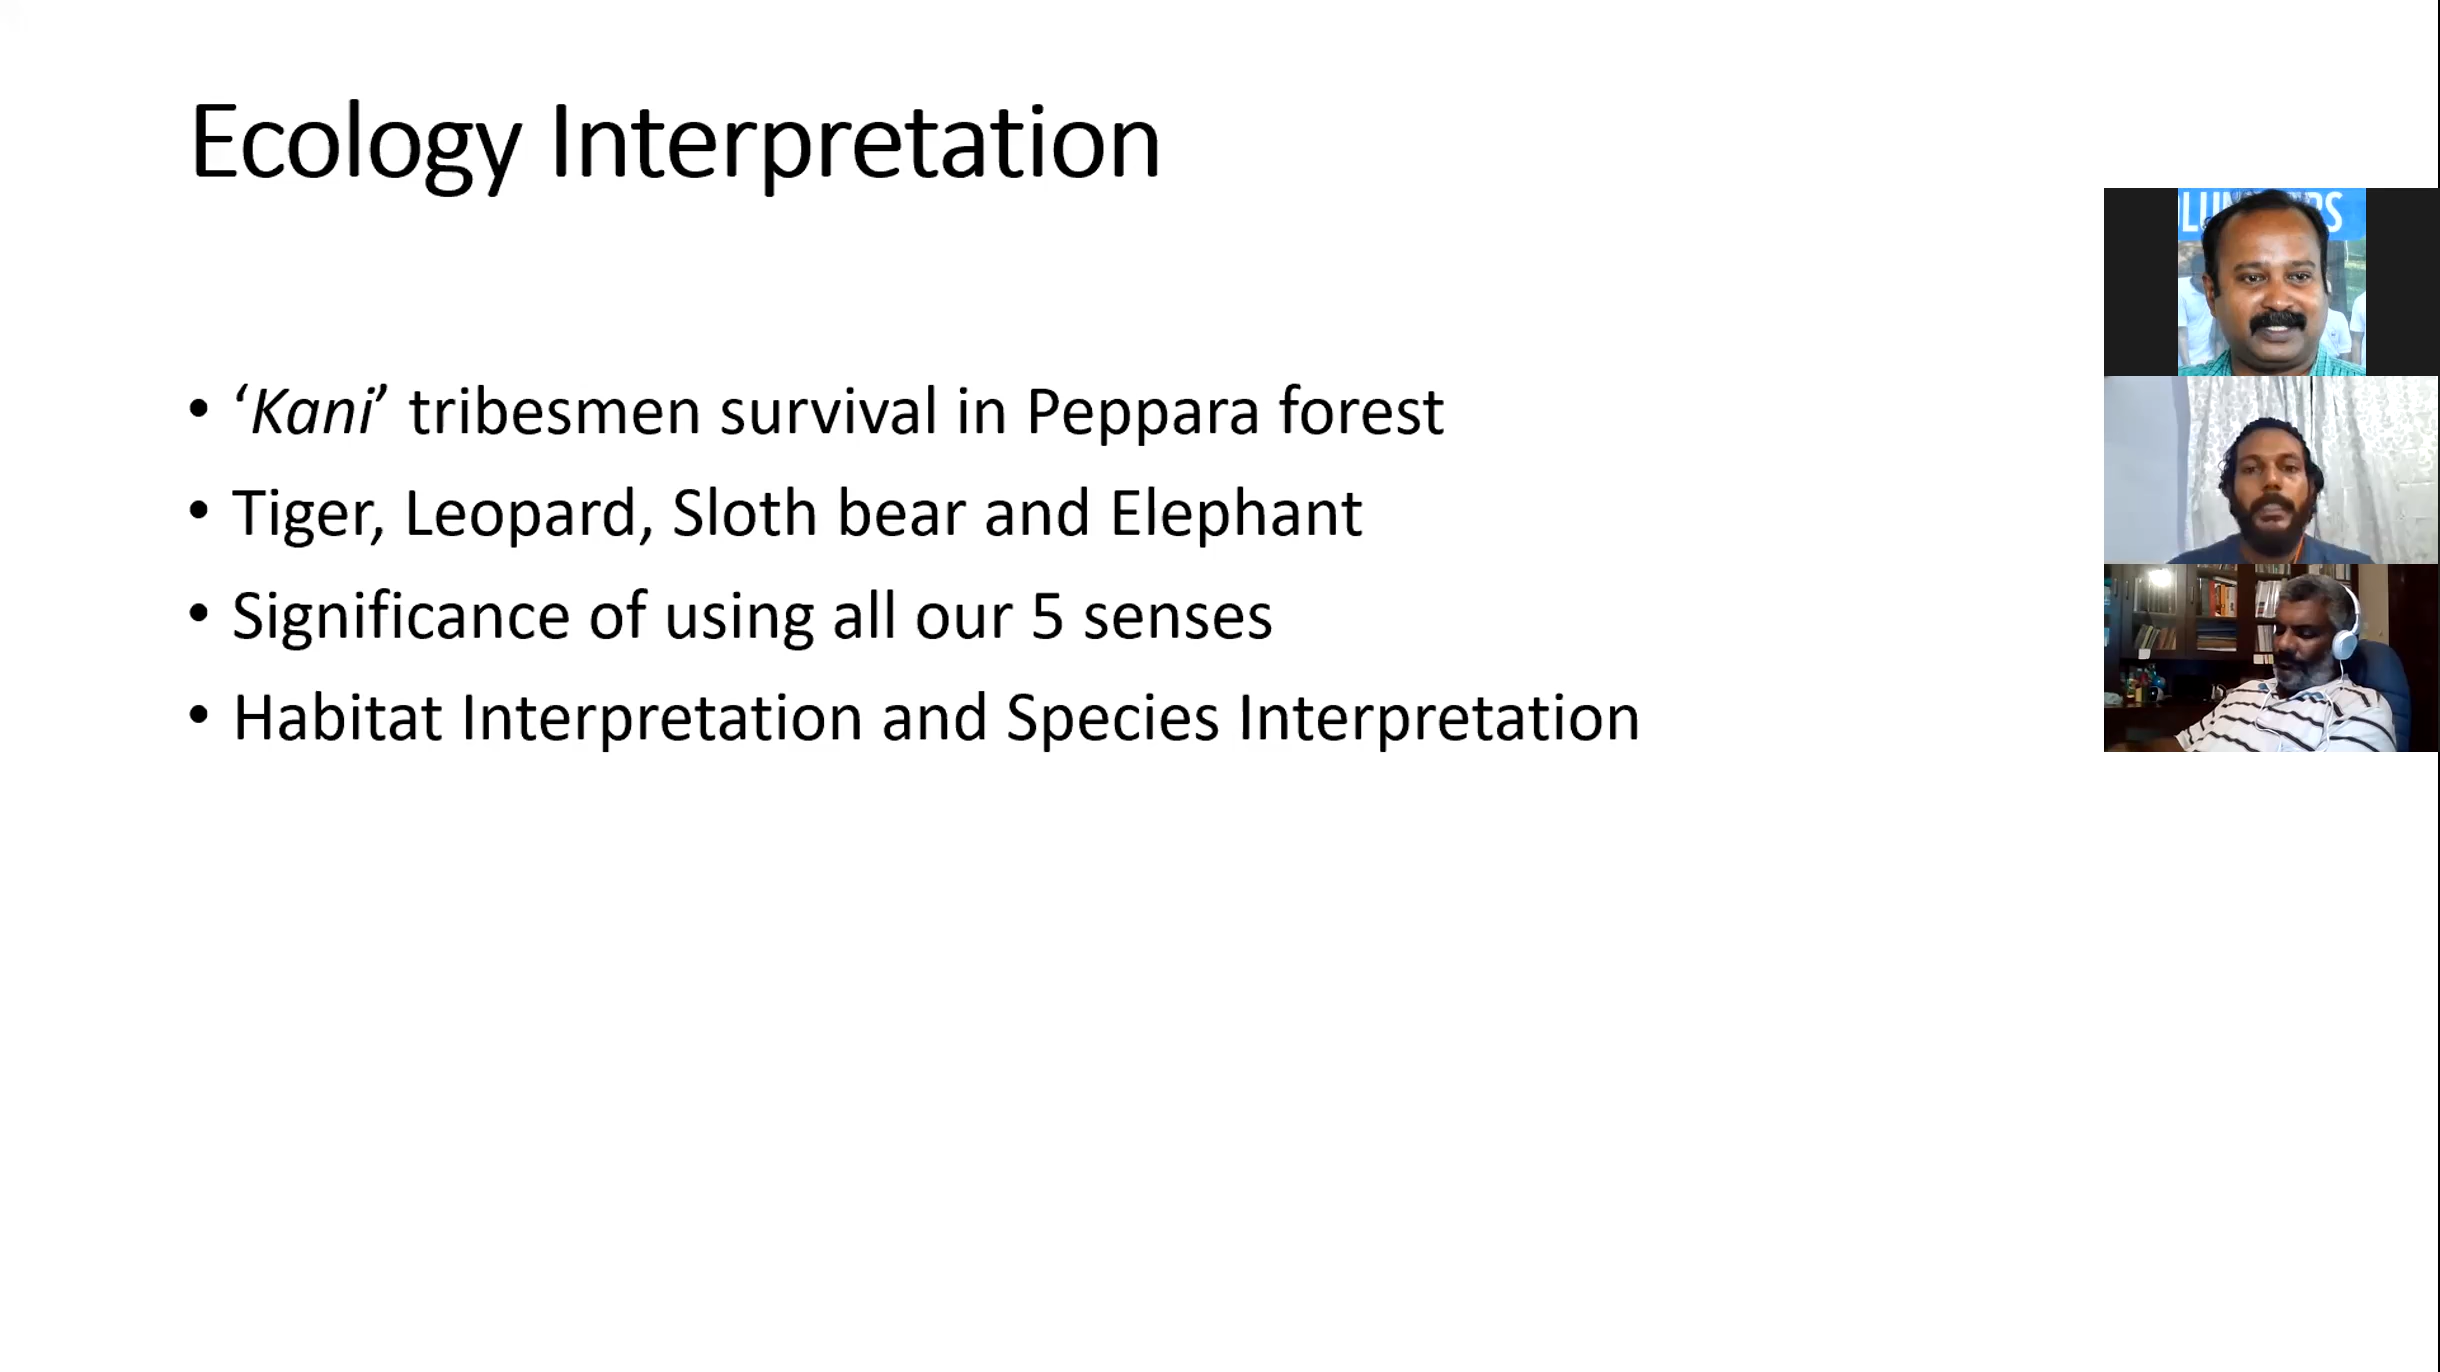 Ecology Interpretation
• ‘Kani’ tribesmen survival in Peppara forest
• Tiger, Leopard, Sloth bear and Elephant
• Significance of using all our 5 senses
• Habitat Interpretation and Species Interpretation